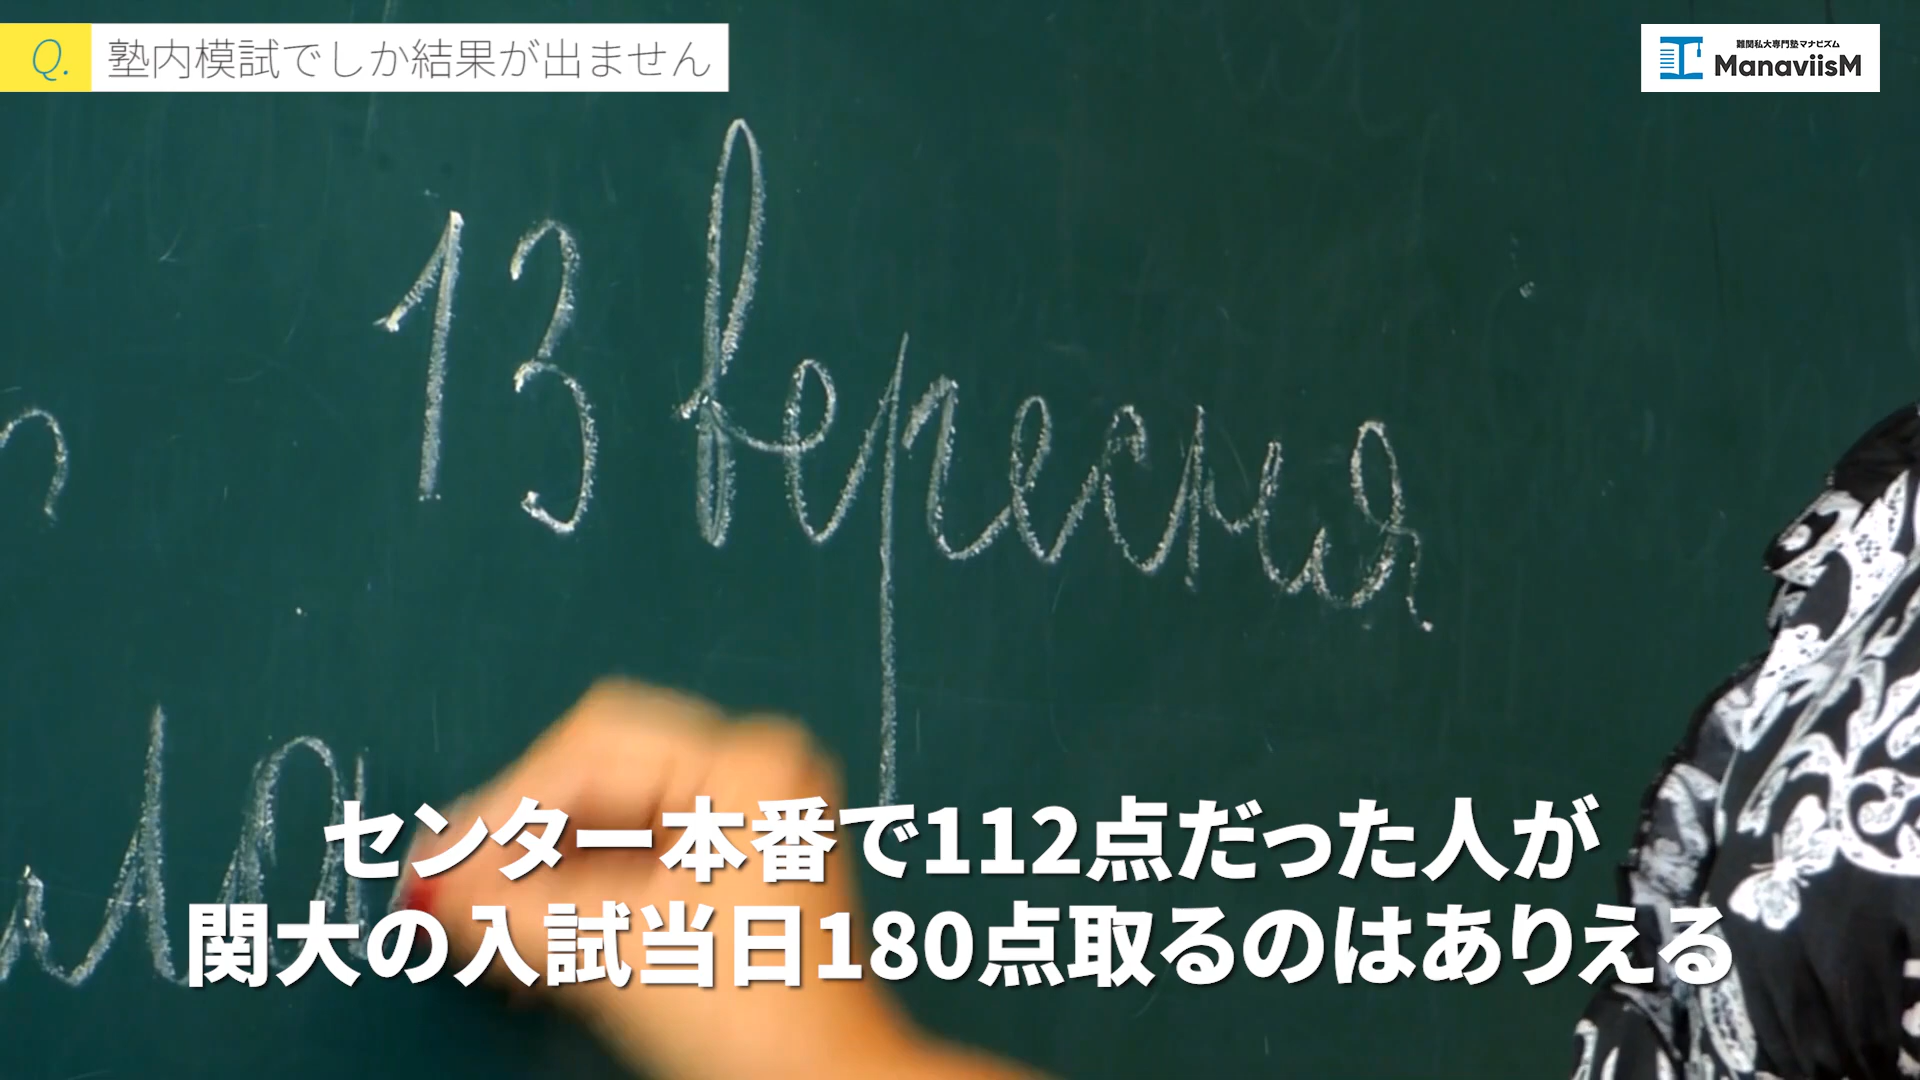 Q. 塾内模試でしか結果が出ません
難関私大専門塾マナビズム
ManaviisM
13 вересня
センター本番で112点だった人が
関大の入試当日180点取るのはありえる